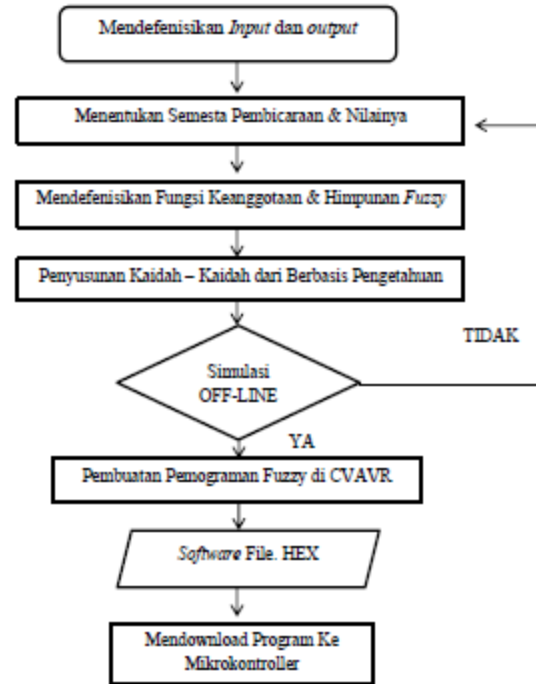 Mendefenisikan Input dan output
Menentukan Semesta Pembicaraan & Nilainya
Mendefenisikan Fungsi Keanggotaan & Himpunan Fuzzy
Penyusunan Kaidah – Kaidah dari Berbasis Pengetahuan
TIDAK
Simulasi
OFF-LINE
YA
Pembuatan Pemograman Fuzzy di CVAVR
Software File. HEX
Mendownload Program Ke
Mikrokontroller